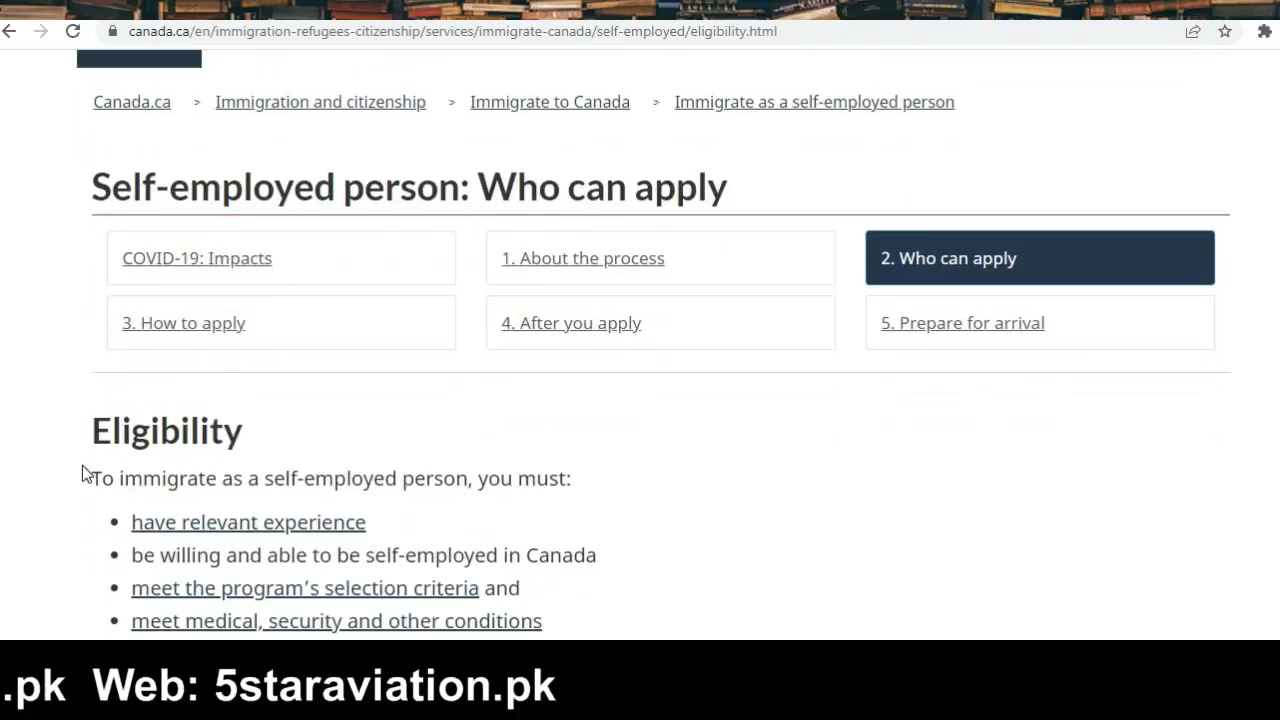 canada.ca/en/immigration-refugees-citizenship/services/immigrate-canada/self-employed/eligibility.html
Canada.ca > Immigration and citizenship > Immigrate to Canada > Immigrate as a self-employed person
Self-employed person: Who can apply
COVID-19: Impacts
1. About the process
2. Who can apply
3. How to apply
4. After you apply
5. Prepare for arrival
Eligibility
To immigrate as a self-employed person, you must:
• have relevant experience
• be willing and able to be self-employed in Canada
• meet the program's selection criteria and
• meet medical, security and other conditions
.pk Web: 5staraviation.pk